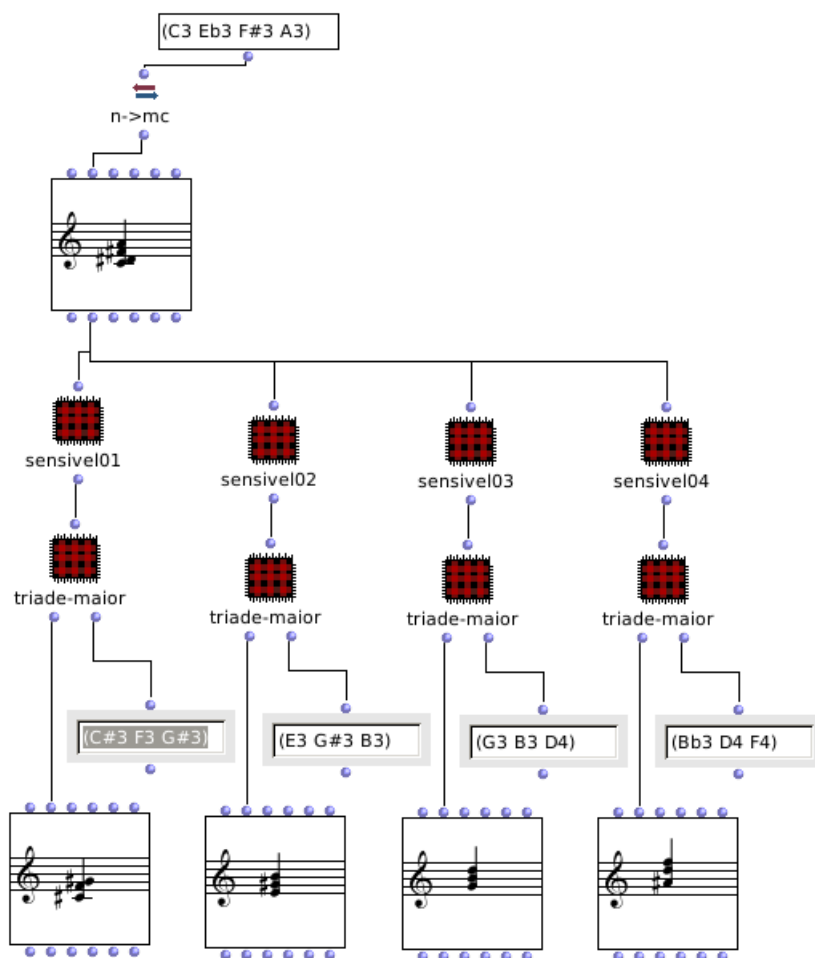 (C3 Eb3 F#3 A3)
n->mc
sensivel01
sensivel02
sensivel03
sensivel04
triade-maior
triade-maior
triade-maior
triade-maior
(C#3 F3 G#3)
(E3 G#3 B3)
(G3 B3 D4)
(Bb3 D4 F4)